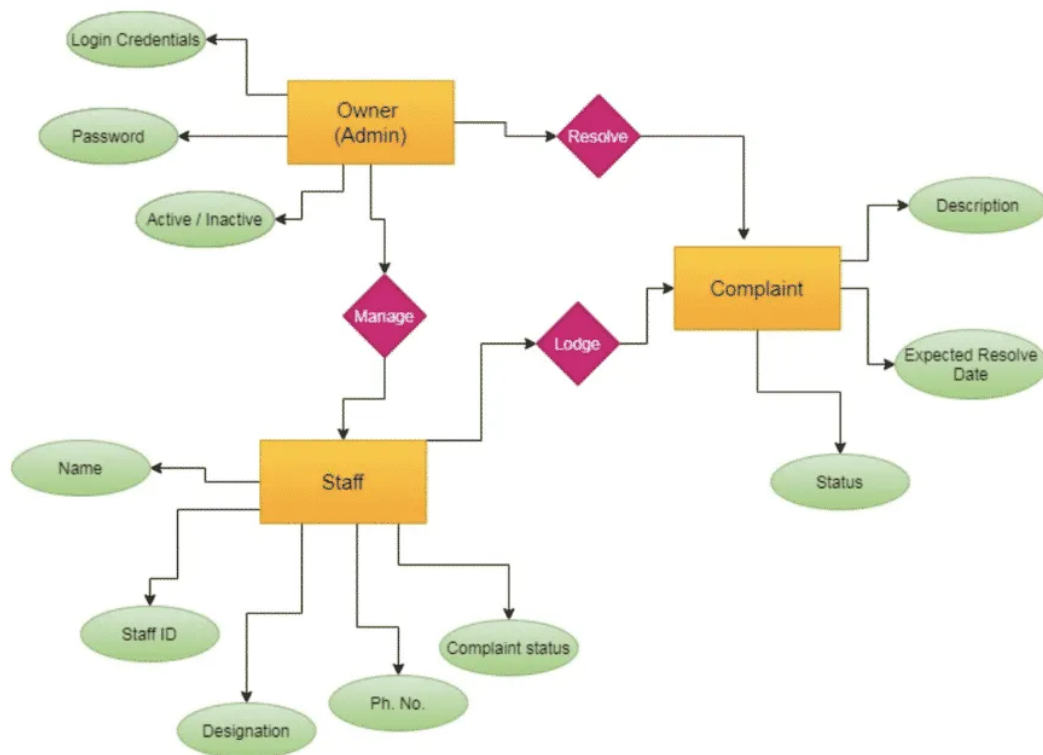 Login Credentials
Owner
(Admin)
Password
Resolve
Active / Inactive
Description
Complaint
Manage
Lodge
Expected Resolve
Date
Name
Staff
Status
Staff ID
Complaint status
Ph. No.
Designation